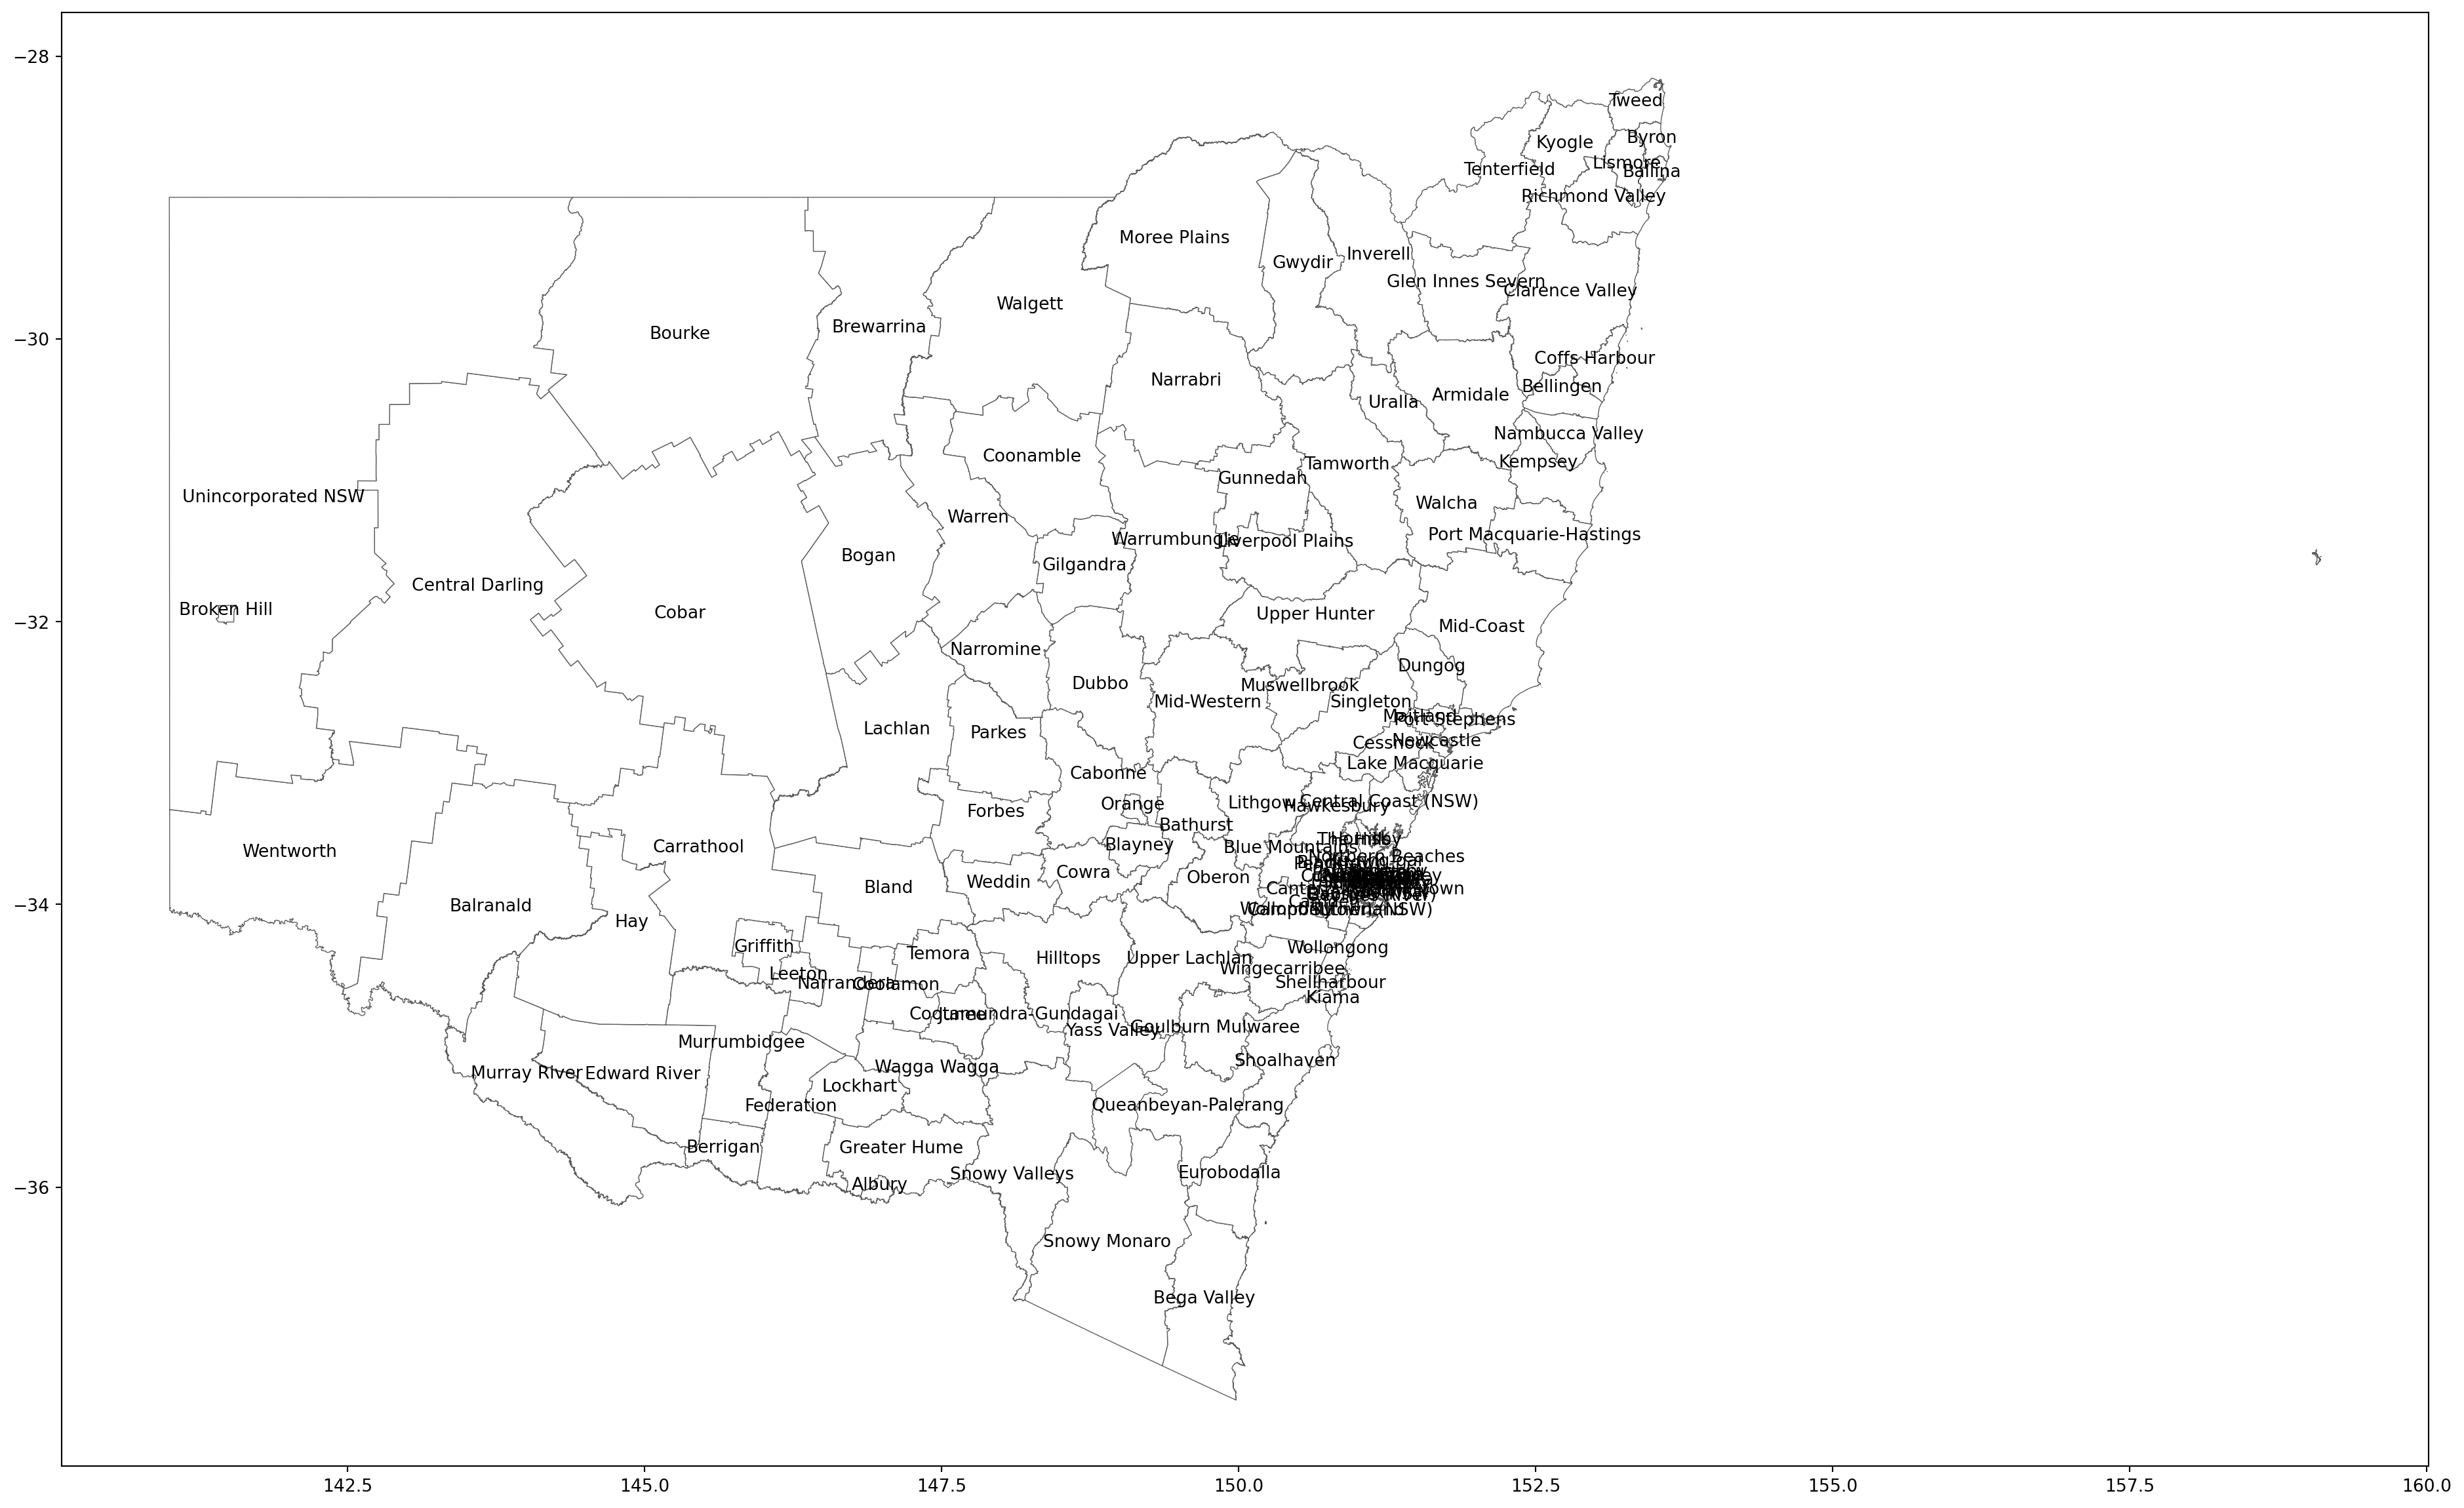 −28
−30
−32
−34
−36
Tweed
Byron
Kyogle
Lismore
Ballina
Tenterfield
Richmond Valley
Moree Plains
Inverell
Gwydir
Glen Innes Severn
Clarence Valley
Walgett
Brewarrina
Bourke
Coffs Harbour
Narrabri
Bellingen
Armidale
Uralla
Nambucca Valley
Coonamble
Kempsey
Tamworth
Gunnedah
Unincorporated NSW
Walcha
Warren
Port Macquarie-Hastings
Warrumbungle
Liverpool Plains
Bogan
Gilgandra
Central Darling
Broken Hill
Cobar
Upper Hunter
Mid-Coast
Narromine
Dungog
Dubbo
Muswellbrook
Mid-Western
Singleton
Maitland
Port Stephens
Lachlan
Parkes
Newcastle
Cessnock
Lake Macquarie
Cabonne
Orange
Lithgow
Central Coast (NSW)
Hawkesbury
Forbes
Bathurst
The Hills
Hornsby
Blayney
Blue Mountains
Carrathool
Wentworth
Northern Beaches
Cowra
Oberon
Weddin
Bland
Balranald
Hay
Griffith
Wollongong
Temora
Hilltops
Upper Lachlan
Wingecarribee
Leeton
Narrandera
Coolamon
Shellharbour
Kiama
Cootamundra-Gundagai
Junee
Yass Valley
Goulburn Mulwaree
Murrumbidgee
Shoalhaven
Wagga Wagga
Murray River
Edward River
Lockhart
Federation
Queanbeyan-Palerang
Berrigan
Greater Hume
Eurobodalla
Snowy Valleys
Albury
Snowy Monaro
Bega Valley
142.5
145.0
147.5
150.0
152.5
155.0
157.5
160.0